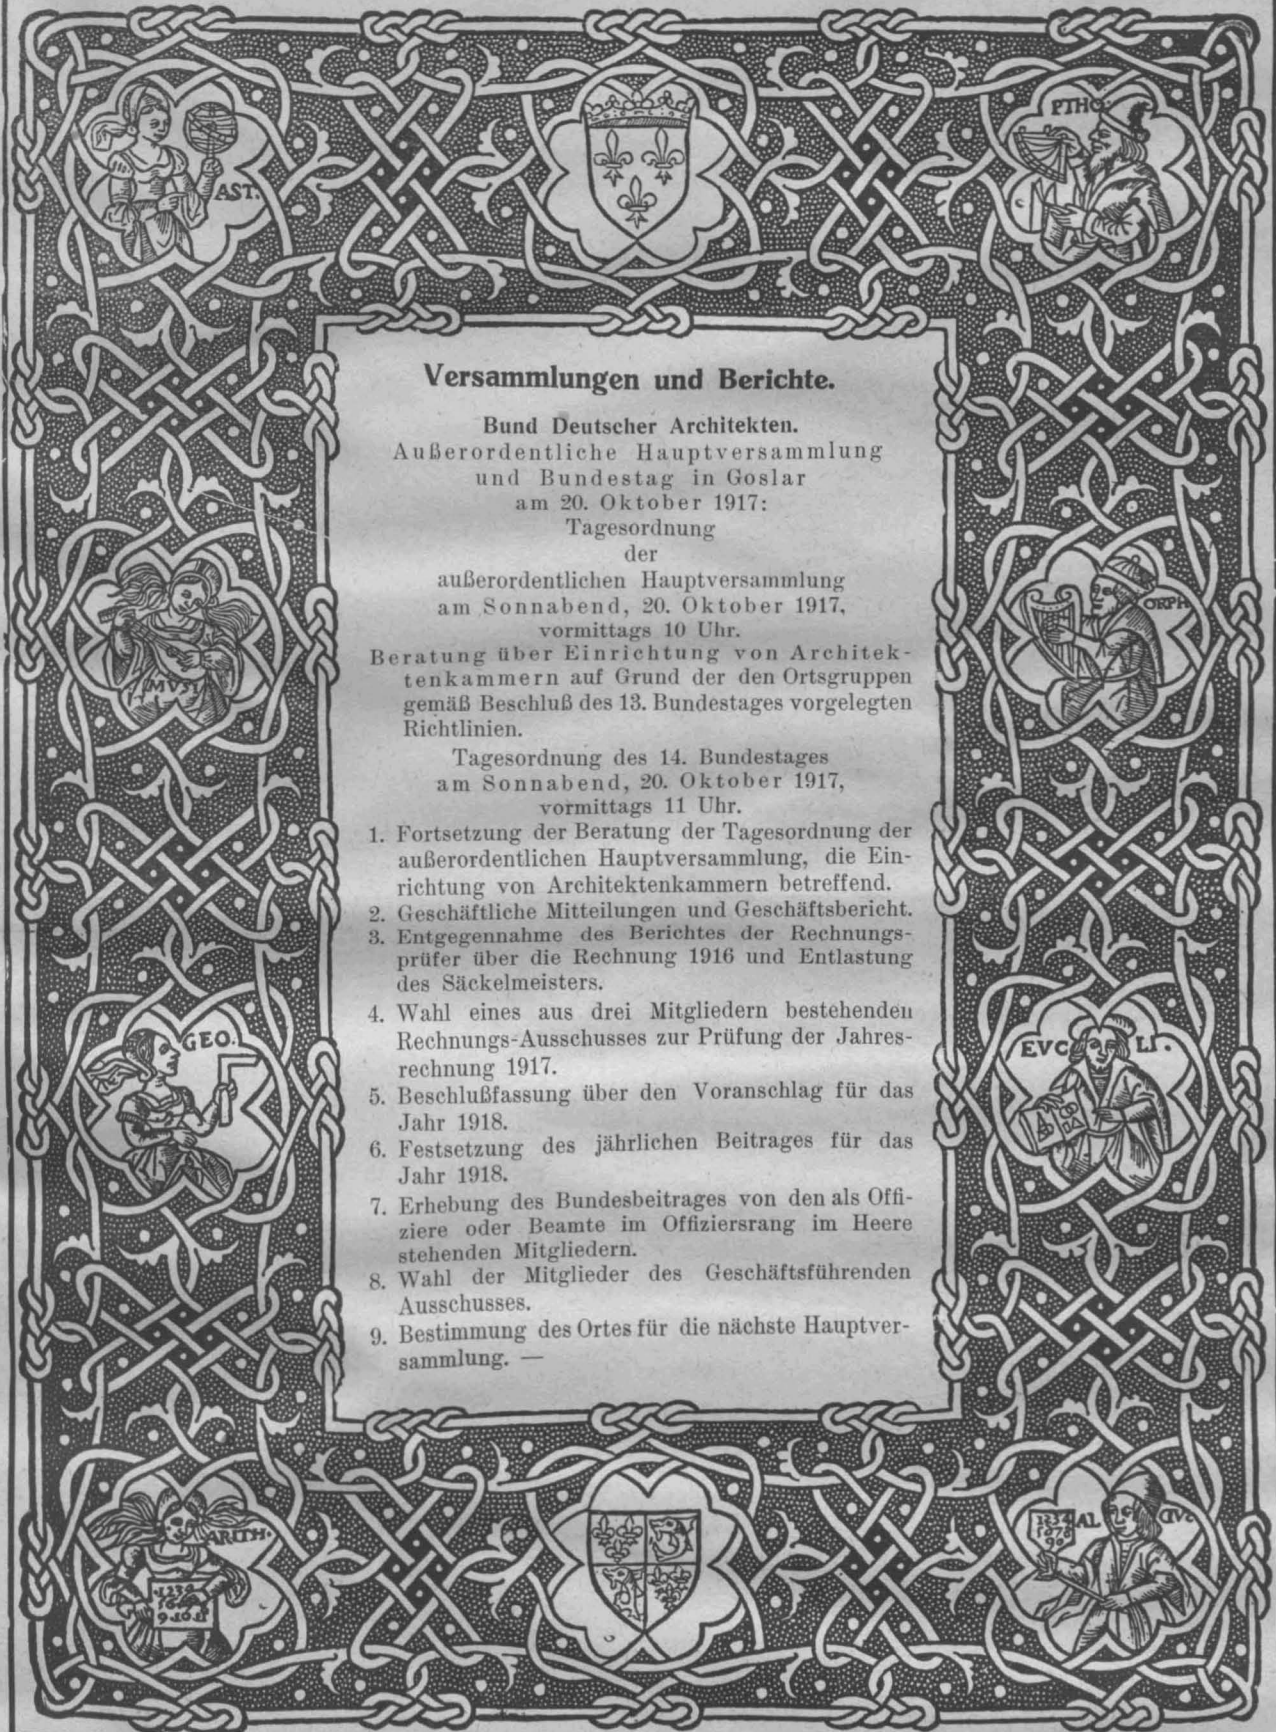 PTHO.
AST.
Versammlungen und Berichte.
Bund Deutscher Architekten.
Außerordentliche Hauptversammlung
und Bundestag in Goslar
am 20. Oktober 1917:
Tagesordnung
der
außerordentlichen Hauptversammlung
am Sonnabend, 20. Oktober 1917,
vormittags 10 Uhr.
Beratung über Einrichtung von Architek-
tenkammern auf Grund der den Ortsgruppen
gemäß Beschluß des 13. Bundestages vorgelegten
Richtlinien.
Tagesordnung des 14. Bundestages
am Sonnabend, 20. Oktober 1917,
vormittags 11 Uhr.
1. Fortsetzung der Beratung der Tagesordnung der
außerordentlichen Hauptversammlung, die Ein-
richtung von Architektenkammern betreffend.
2. Geschäftliche Mitteilungen und Geschäftsbericht.
3. Entgegennahme des Berichtes der Rechnungs-
prüfer über die Rechnung 1916 und Entlastung
des Säckelmeisters.
4. Wahl eines aus drei Mitgliedern bestehenden
Rechnungs-Ausschusses zur Prüfung der Jahres-
rechnung 1917.
5. Beschlußfassung über den Voranschlag für das
Jahr 1918.
6. Festsetzung des jährlichen Beitrages für das
Jahr 1918.
7. Erhebung des Bundesbeitrages von den als Offi-
ziere oder Beamte im Offiziersrang im Heere
stehenden Mitgliedern.
8. Wahl der Mitglieder des Geschäftsführenden
Ausschusses.
9. Bestimmung des Ortes für die nächste Hauptver-
sammlung. —
MVSI
ORPH
GEO.
EVC LI.
ARITH.
AL
1234
5678
90